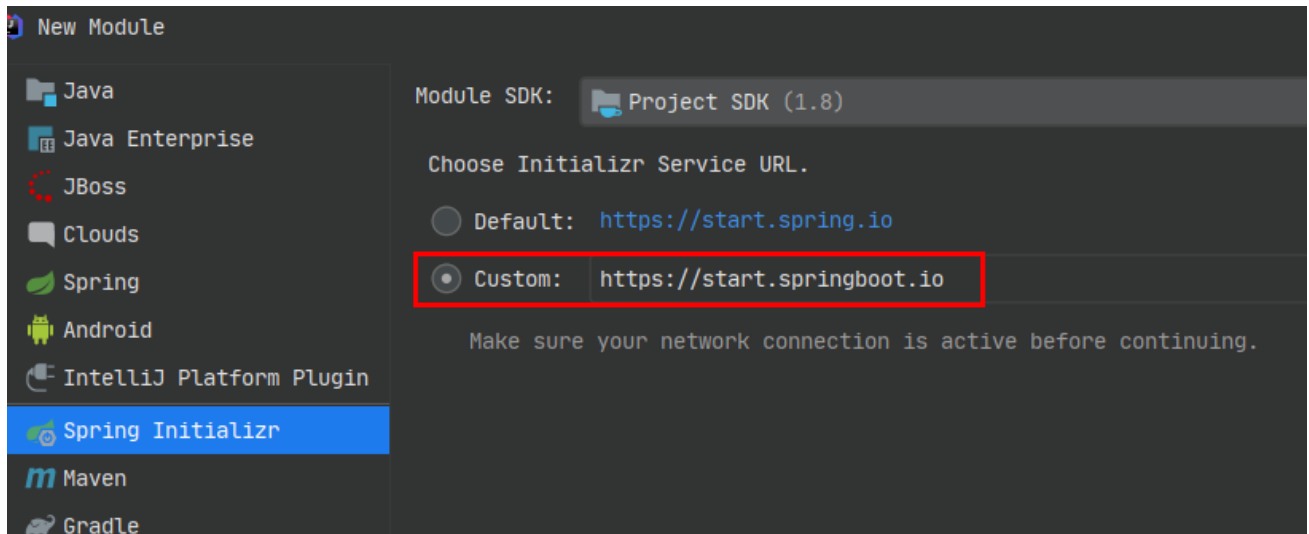 New Module
Java
Java Enterprise
JBoss
Clouds
Spring
Android
IntelliJ Platform Plugin
Spring Initializr
Maven
Gradle
Module SDK: Project SDK (1.8)
Choose Initializr Service URL.
Default: https://start.spring.io
Custom: https://start.springboot.io
Make sure your network connection is active before continuing.